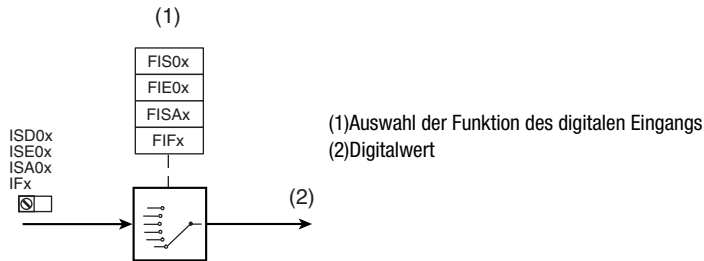 (1)
FIS0x
FIE0x
FISAx
FIFx
ISD0x
ISE0x
ISA0x
IFx
(2)
(1)Auswahl der Funktion des digitalen Eingangs
(2)Digitalwert